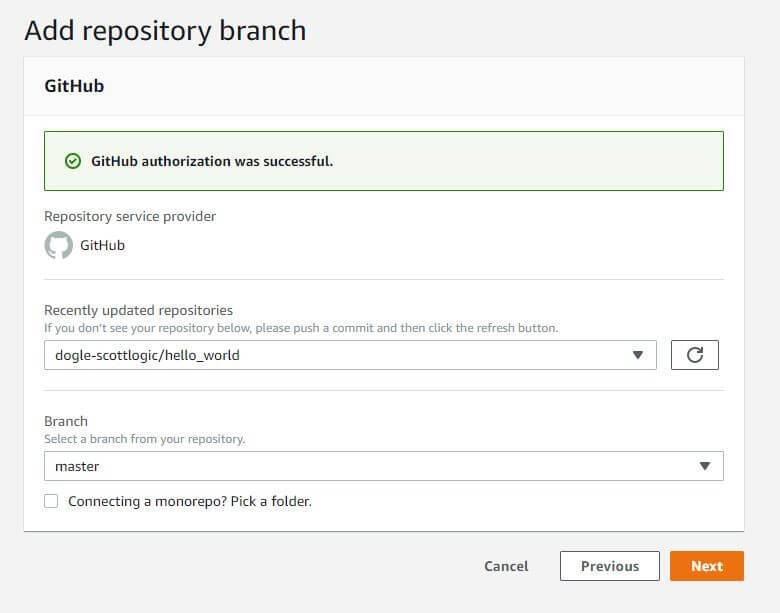 Add repository branch
GitHub
GitHub authorization was successful.
Repository service provider
GitHub
Recently updated repositories
If you don't see your repository below, please push a commit and then click the refresh button.
dogle-scottlogic/hello_world
Branch
Select a branch from your repository.
master
Connecting a monorepo? Pick a folder.
Cancel Previous Next